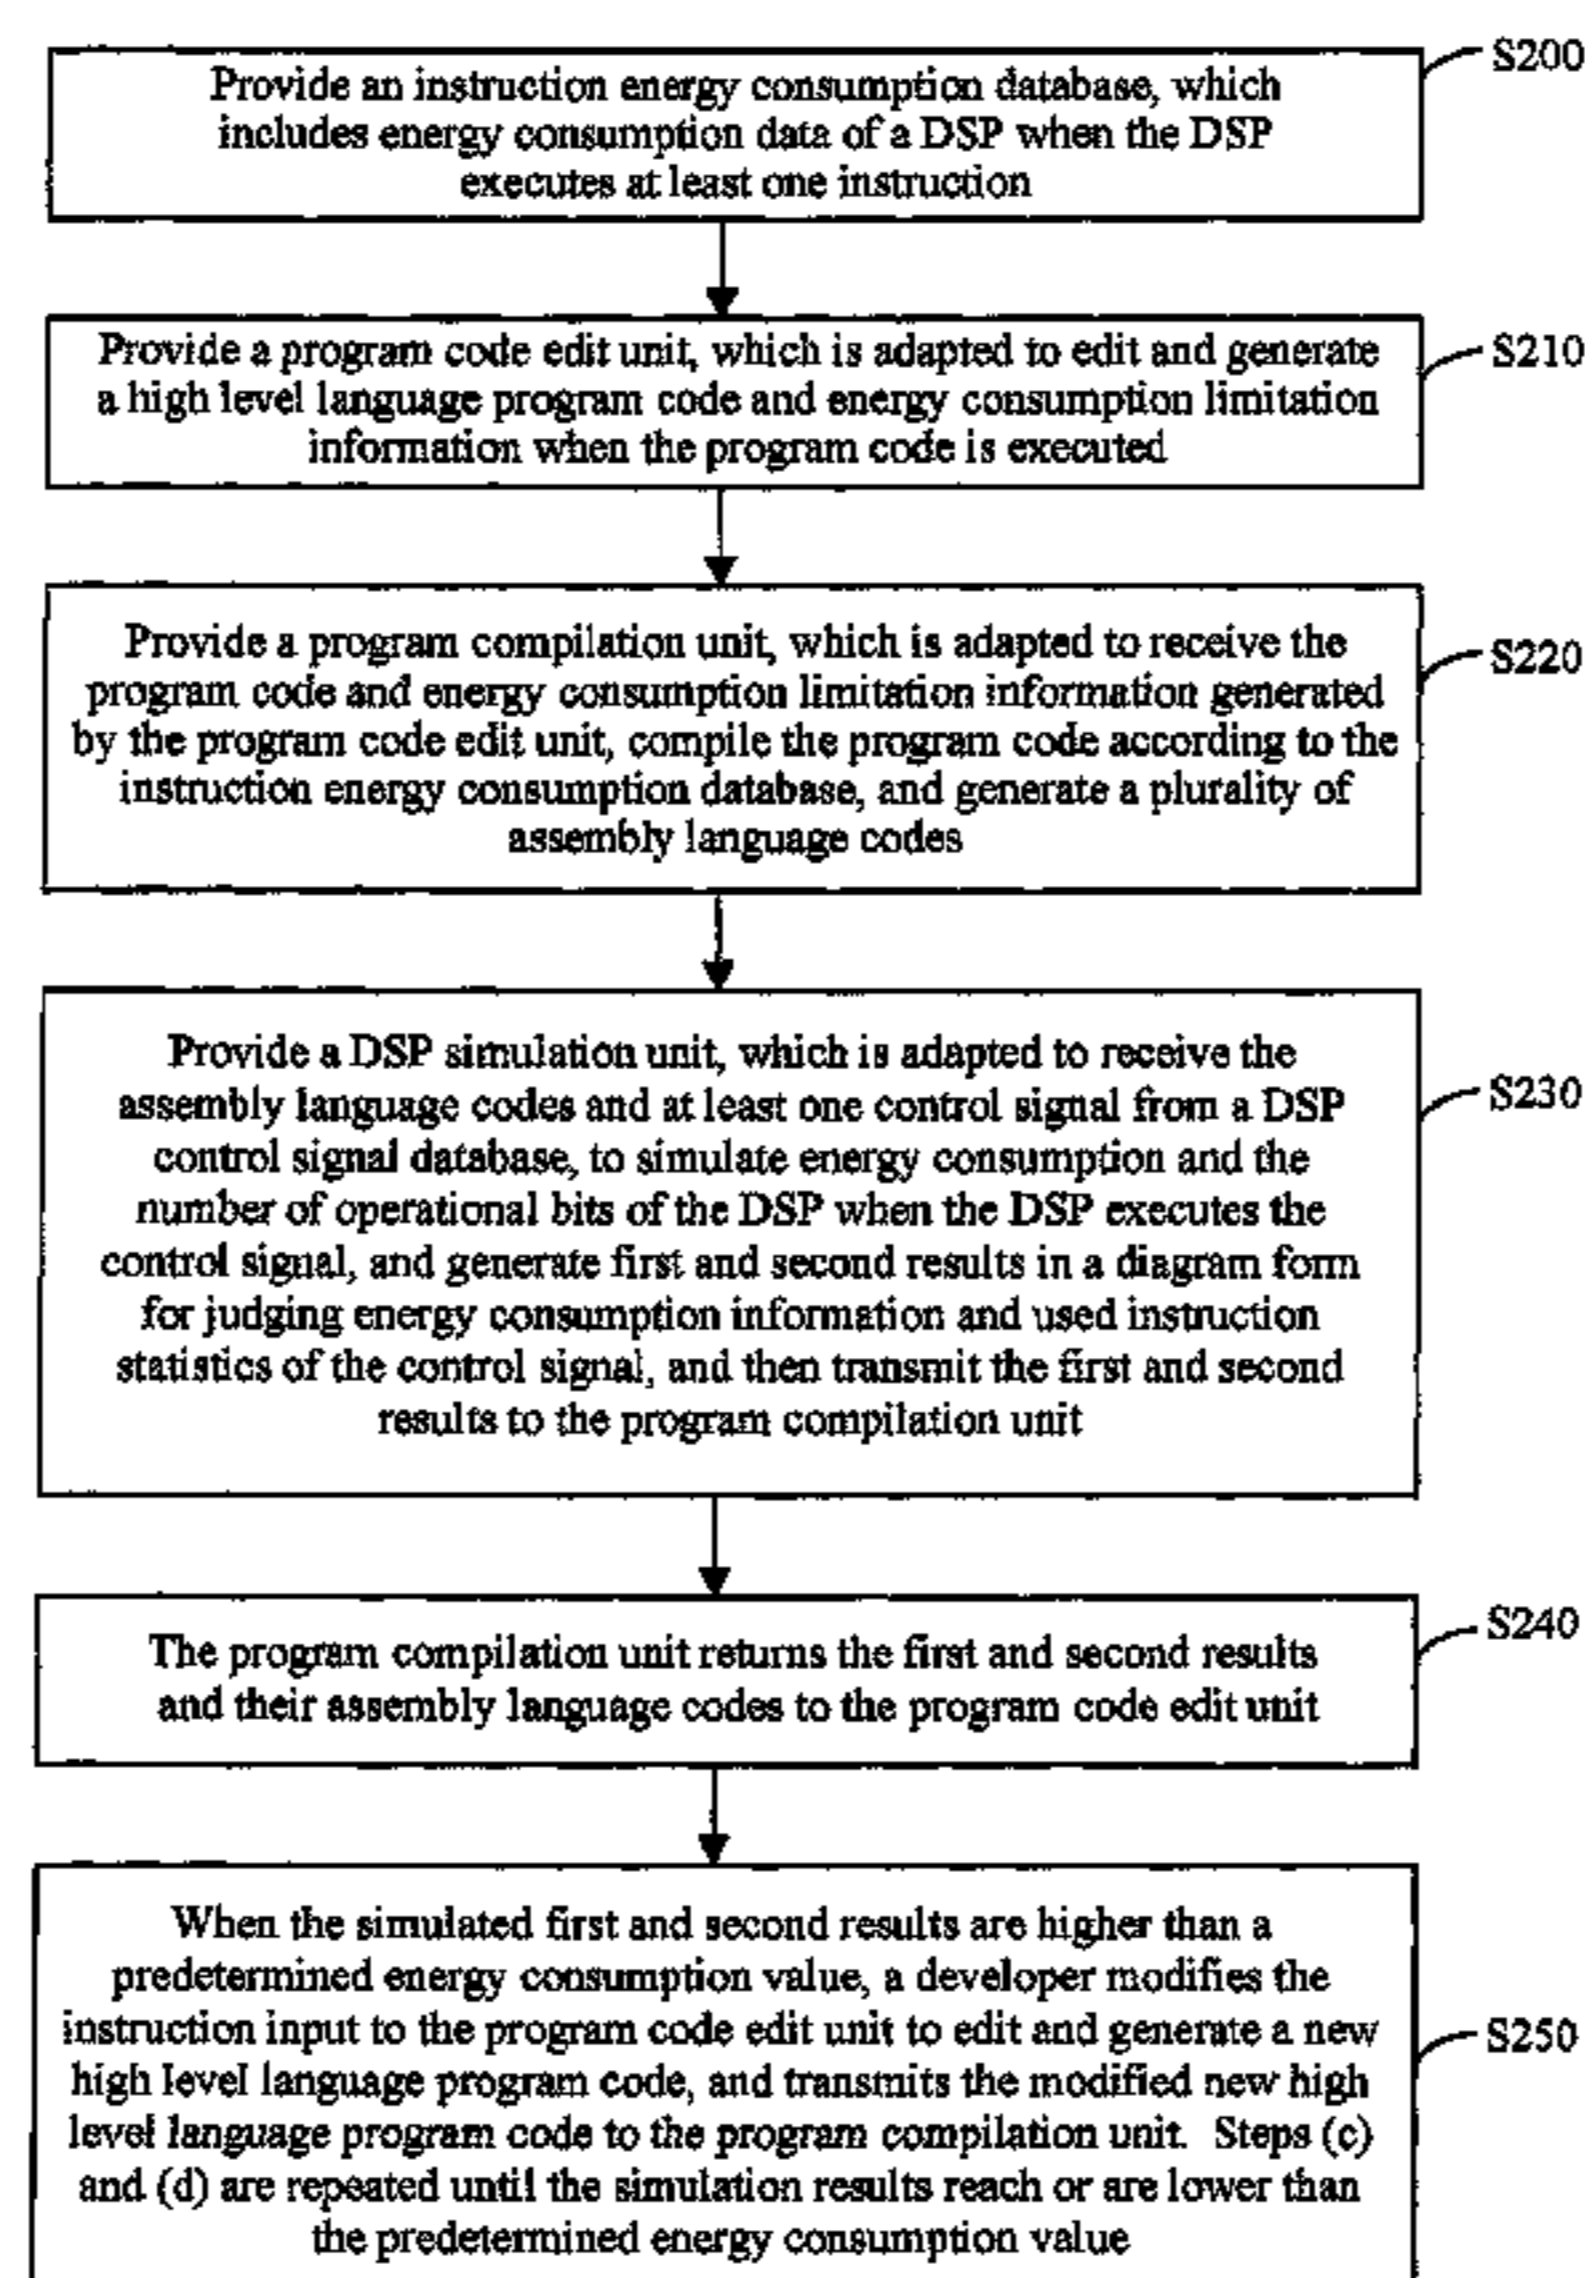 S200
Provide an instruction energy consumption database, which
includes energy consumption data of a DSP when the DSP
executes at least one instruction
S210
Provide a program code edit unit, which is adapted to edit and generate
a high level language program code and energy consumption limitation
information when the program code is executed
S220
Provide a program compilation unit, which is adapted to receive the
program code and energy consumption limitation information generated
by the program code edit unit, compile the program code according to the
instruction energy consumption database, and generate a plurality of
assembly language codes
S230
Provide a DSP simulation unit, which is adapted to receive the
assembly language codes and at least one control signal from a DSP
control signal database, to simulate energy consumption and the
number of operational bits of the DSP when the DSP executes the
control signal, and generate first and second results in a diagram form
for judging energy consumption information and used instruction
statistics of the control signal, and then transmit the first and second
results to the program compilation unit
S240
The program compilation unit returns the first and second results
and their assembly language codes to the program code edit unit
S250
When the simulated first and second results are higher than a
predetermined energy consumption value, a developer modifies the
instruction input to the program code edit unit to edit and generate a new
high level language program code, and transmits the modified new high
level language program code to the program compilation unit. Steps (c)
and (d) are repeated until the simulation results reach or are lower than
the predetermined energy consumption value